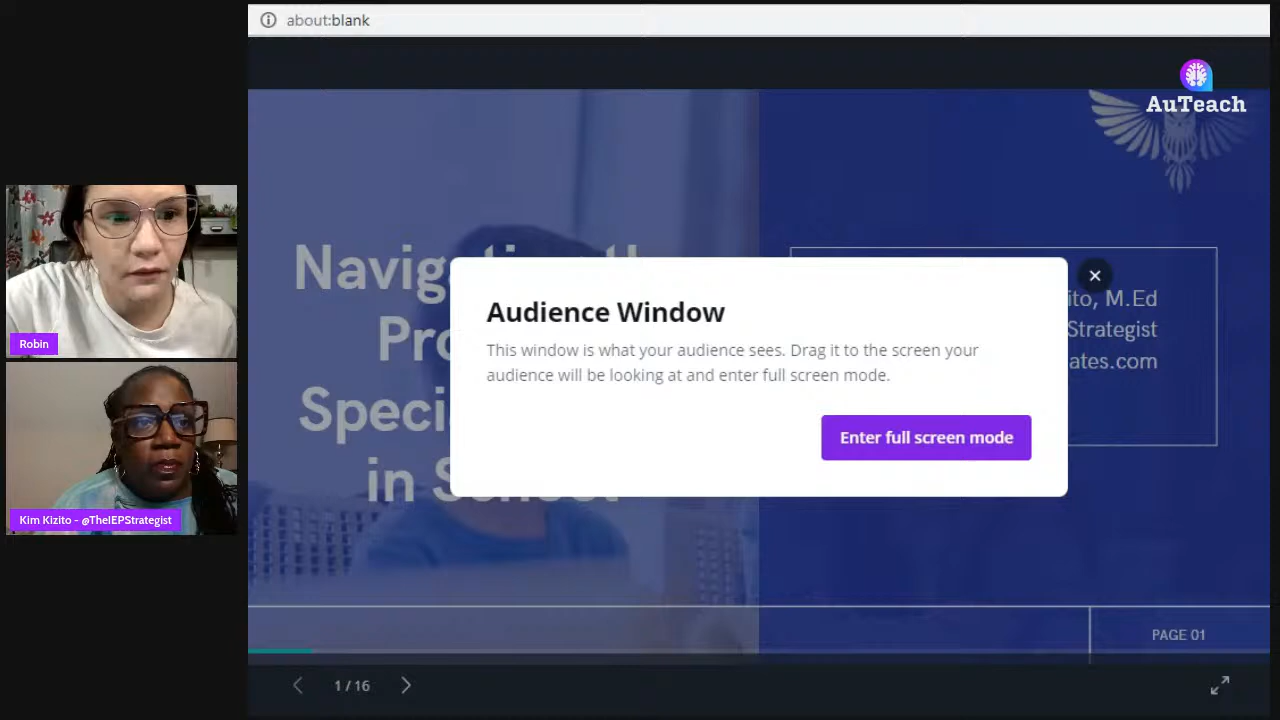 about:blank
AuTeach
Navig
Pro
Speci
in S
Audience Window
This window is what your audience sees. Drag it to the screen your
audience will be looking at and enter full screen mode.
Enter full screen mode
ito, M.Ed
Strategist
ates.com
Robin
Kim Kizito - @TheIEPStrategist
PAGE 01
1 / 16